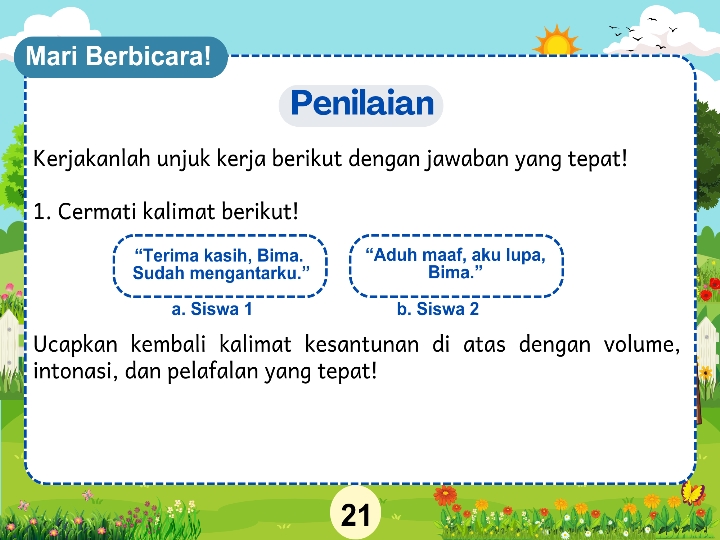 Mari Berbicara!
Penilaian
Kerjakanlah unjuk kerja berikut dengan jawaban yang tepat!
1. Cermati kalimat berikut!
“Terima kasih, Bima.
Sudah mengantarku.”
a. Siswa 1
“Aduh maaf, aku lupa,
Bima.”
b. Siswa 2
Ucapkan kembali kalimat kesantunan di atas dengan volume,
intonasi, dan pelafalan yang tepat!
21